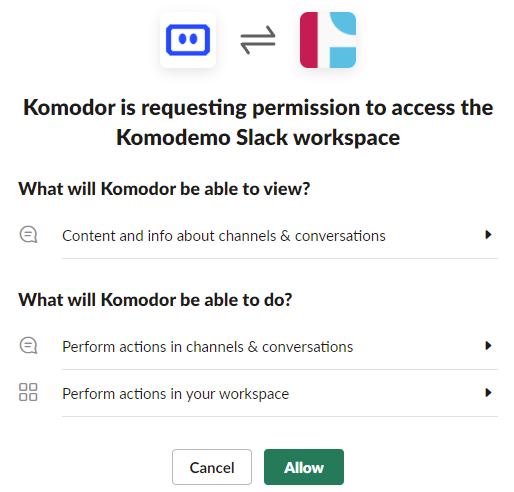 Komodor is requesting permission to access the
Komodemo Slack workspace
What will Komodor be able to view?
Content and info about channels & conversations
What will Komodor be able to do?
Perform actions in channels & conversations
Perform actions in your workspace
Cancel
Allow